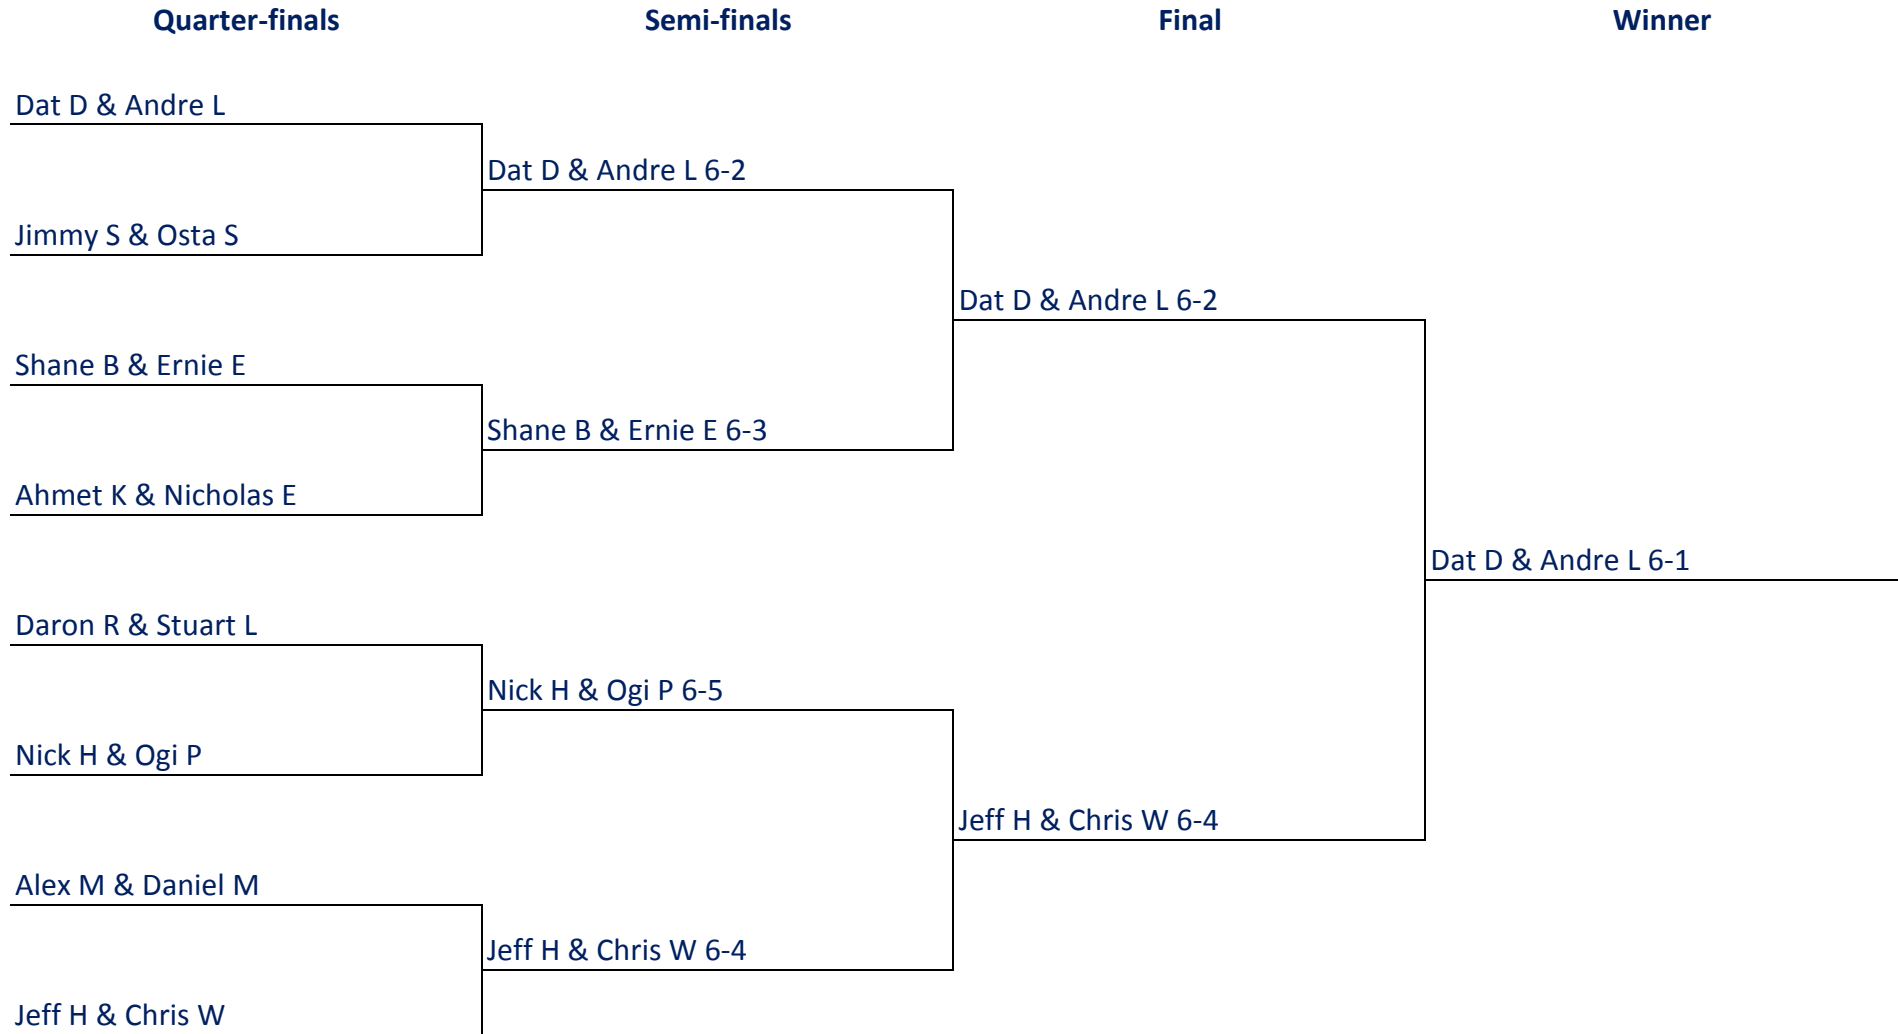 Quarter-finals Semi-finals Final Winner
Dat D & Andre L
Dat D & Andre L 6-2
Jimmy S & Osta S
Dat D & Andre L 6-2
Shane B & Ernie E
Shane B & Ernie E 6-3
Ahmet K & Nicholas E
Dat D & Andre L 6-1
Daron R & Stuart L
Nick H & Ogi P 6-5
Nick H & Ogi P
Jeff H & Chris W 6-4
Alex M & Daniel M
Jeff H & Chris W 6-4
Jeff H & Chris W